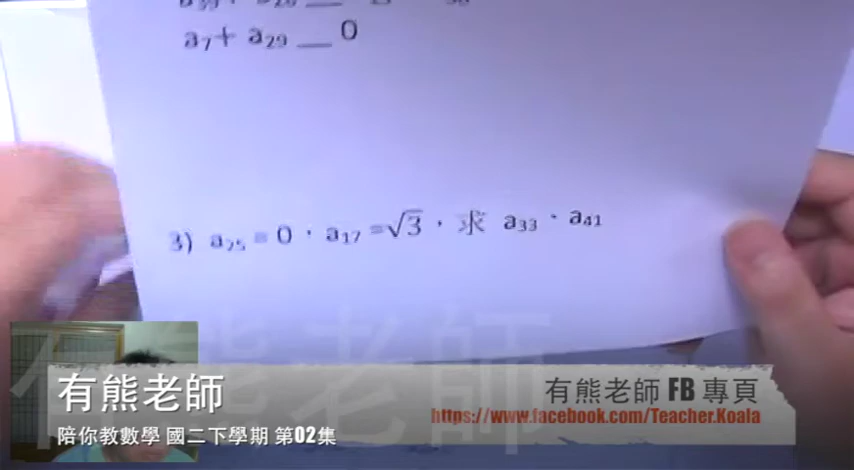 a₇+ a₂₉ __ 0
3) a₂₅ = 0 · a₁₇ =√3 · 求 a₃₃ · a₄₁
有熊老師
有熊老師 FB 專頁
https://www.facebook.com/Teacher.Koala
陪你教數學 國二下學期 第02集